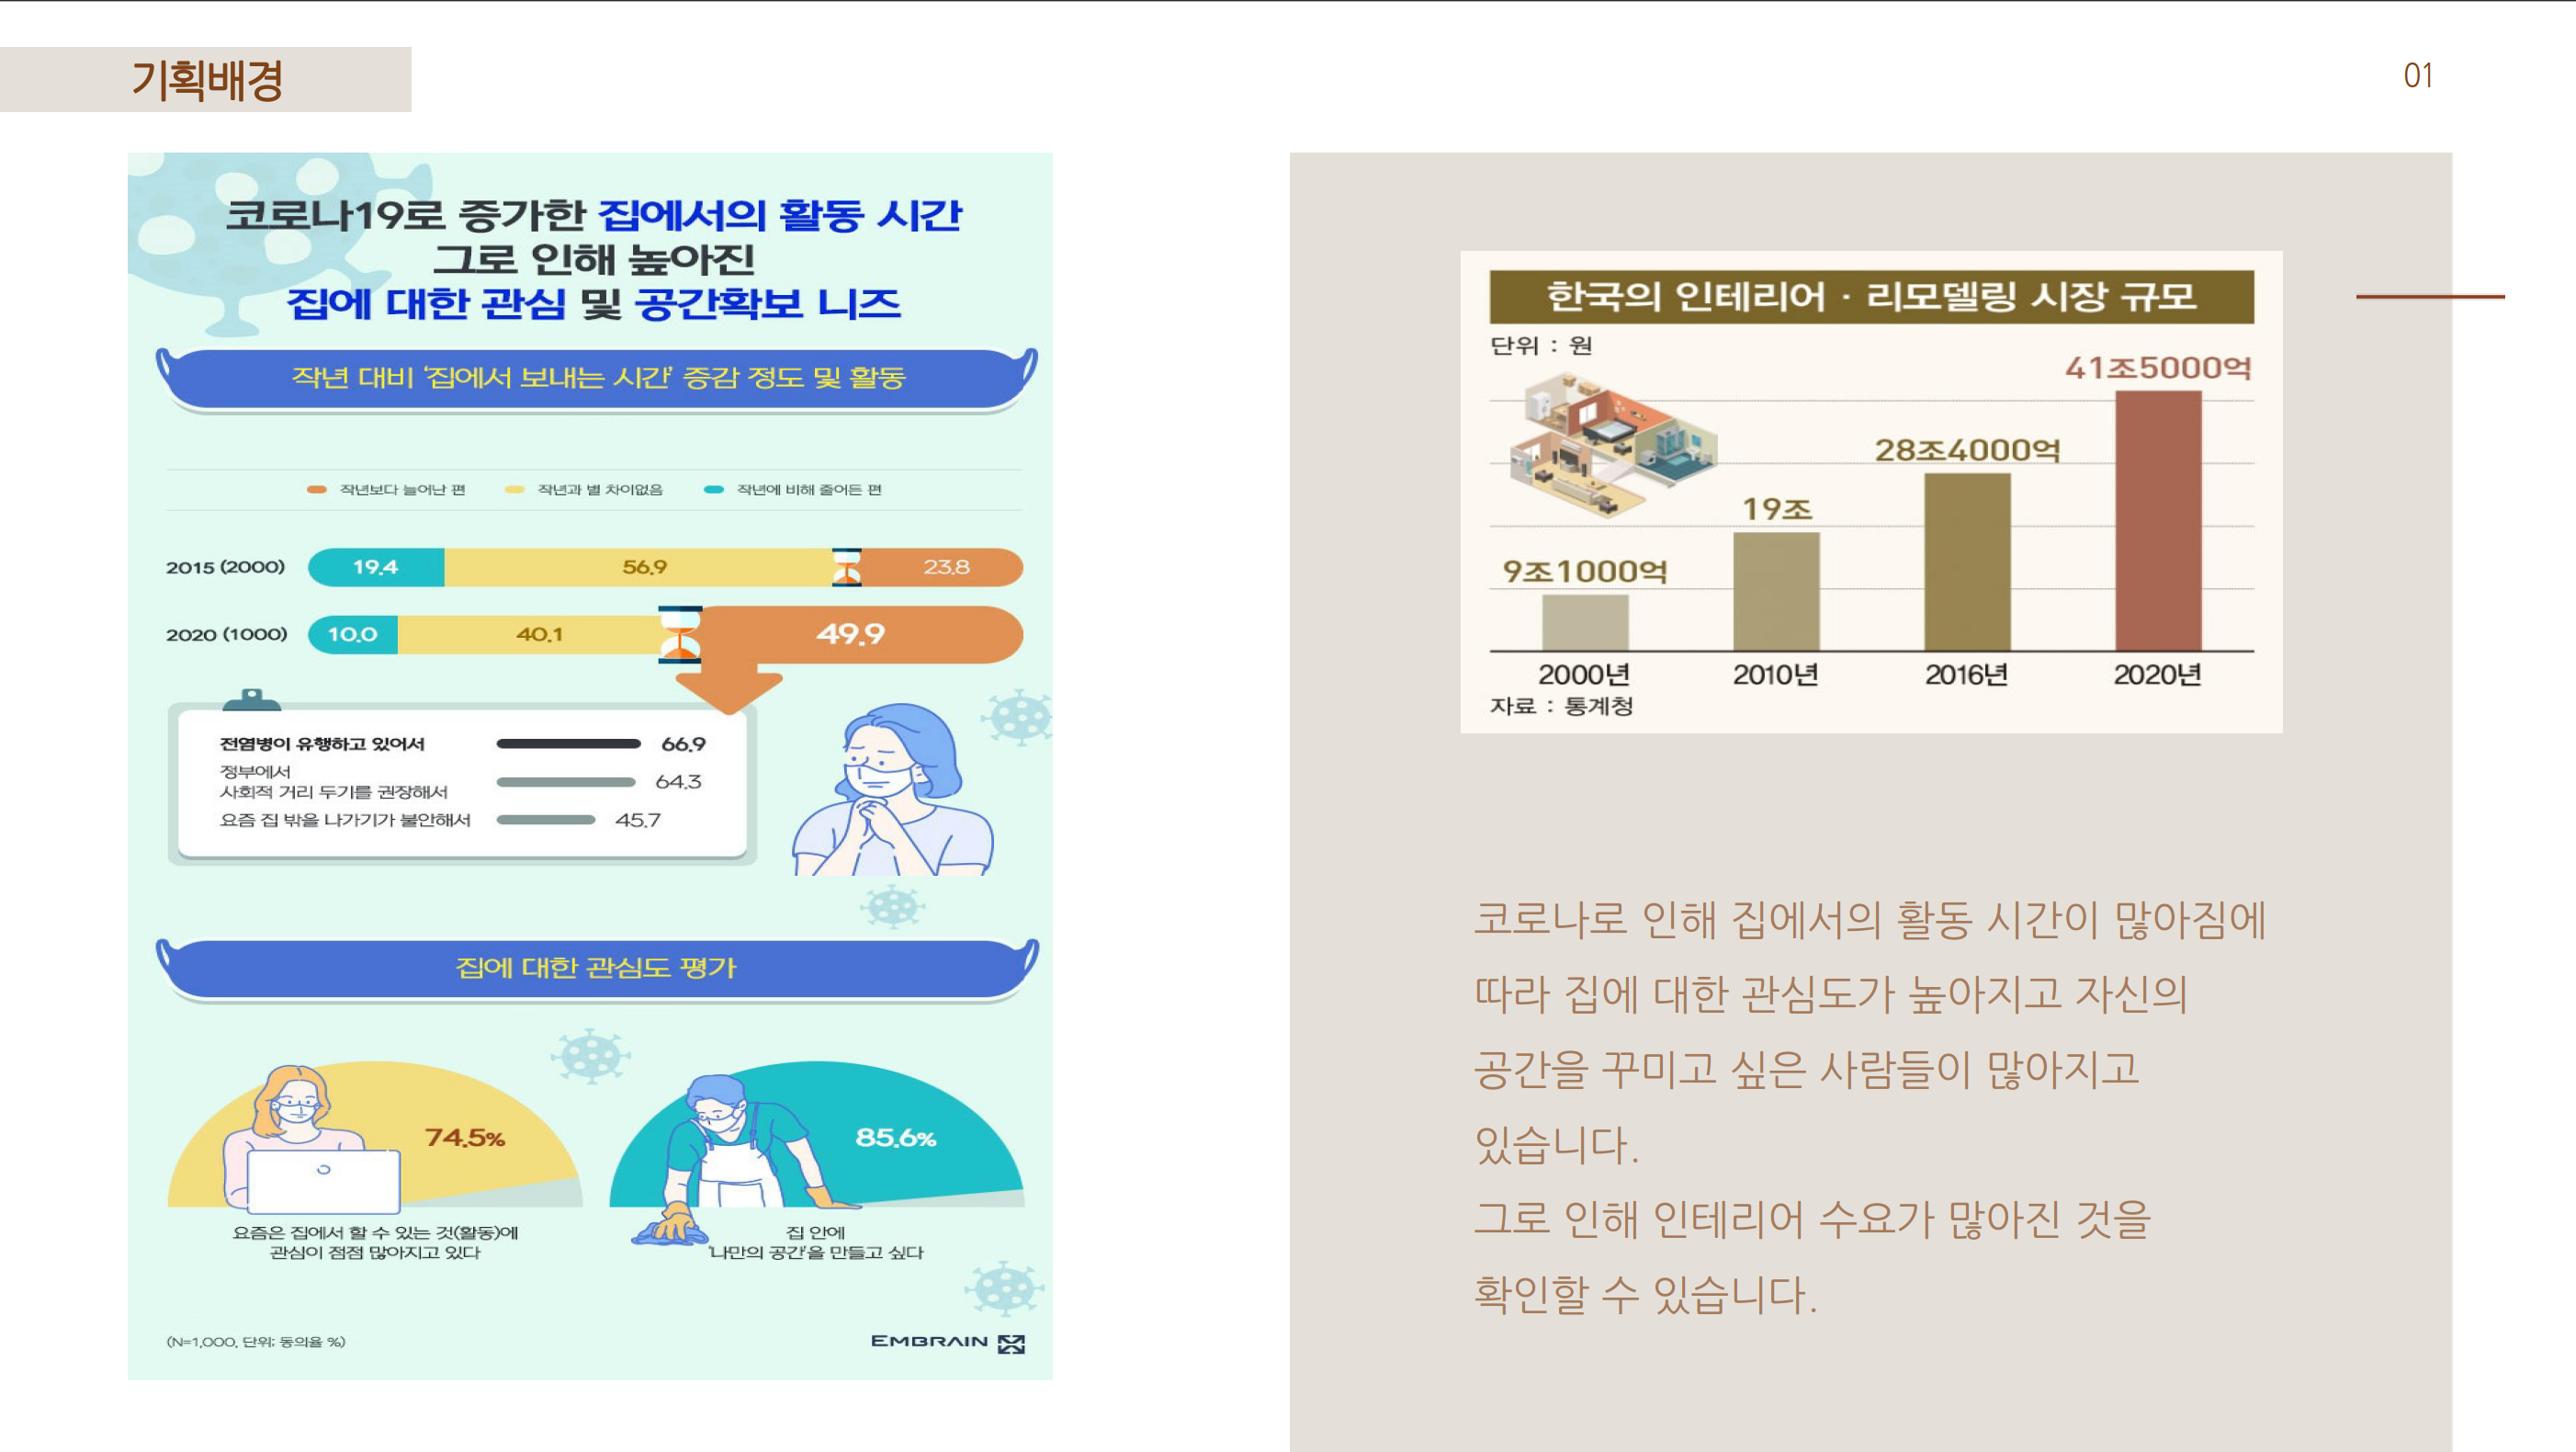 기획배경
01
코로나19로 증가한 집에서의 활동 시간
그로 인해 높아진
집에 대한 관심 및 공간확보 니즈
작년 대비 '집에서 보내는 시간' 증감 정도 및 활동
작년보다 늘어난 편 작년과 별 차이없음 작년에 비해 줄어든 편
2015 (2000) 19.4 56.9 23.8
2020 (1000) 10.0 40.1 49.9
전염병이 유행하고 있어서 66.9
정부에서
사회적 거리 두기를 권장해서 64.3
요즘 집 밖을 나가기가 불안해서 45.7
집에 대한 관심도 평가
74.5% 85.6%
요즘은 집에서 할 수 있는 것(활동)에
관심이 점점 많아지고 있다
집 안에
'나만의 공간'을 만들고 싶다
(N=1,000, 단위: 동의율 %)
EMBRAIN
한국의 인테리어 · 리모델링 시장 규모
단위 : 원
9조1000억
19조
28조4000억
41조5000억
2000년 2010년 2016년 2020년
자료 : 통계청
코로나로 인해 집에서의 활동 시간이 많아짐에
따라 집에 대한 관심도가 높아지고 자신의
공간을 꾸미고 싶은 사람들이 많아지고
있습니다.
그로 인해 인테리어 수요가 많아진 것을
확인할 수 있습니다.